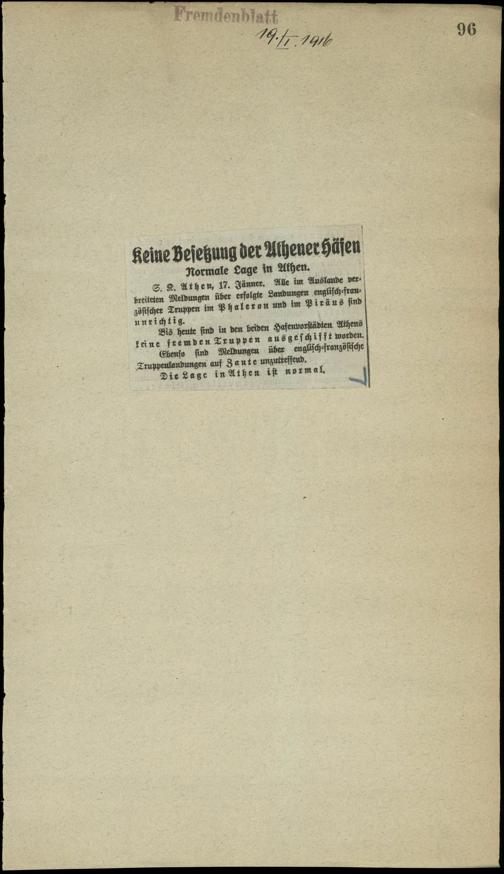 Fremdenblatt
19./I. 1916
96
Keine Besetzung der Athener Häfen
Normale Lage in Athen.
S. K. Athen, 17. Jänner. Alle im Auslande ver-
breiteten Meldungen über erfolgte Landungen englisch-fran-
zösischer Truppen im Phaleron und im Piräus sind
unrichtig.
Bis heute sind in den beiden Hafenvorstädten Athens
keine fremden Truppen ausgeschifft worden.
Ebenso sind Meldungen über englisch-französische
Truppenlandungen auf Zante unzutreffend.
Die Lage in Athen ist normal.